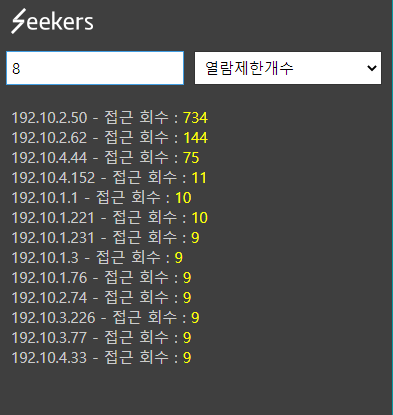 Seekers
8 열람제한개수
192.10.2.50 - 접근 회수 : 734
192.10.2.62 - 접근 회수 : 144
192.10.4.44 - 접근 회수 : 75
192.10.4.152 - 접근 회수 : 11
192.10.1.1 - 접근 회수 : 10
192.10.1.221 - 접근 회수 : 10
192.10.1.231 - 접근 회수 : 9
192.10.1.3 - 접근 회수 : 9
192.10.1.76 - 접근 회수 : 9
192.10.2.74 - 접근 회수 : 9
192.10.3.226 - 접근 회수 : 9
192.10.3.77 - 접근 회수 : 9
192.10.4.33 - 접근 회수 : 9